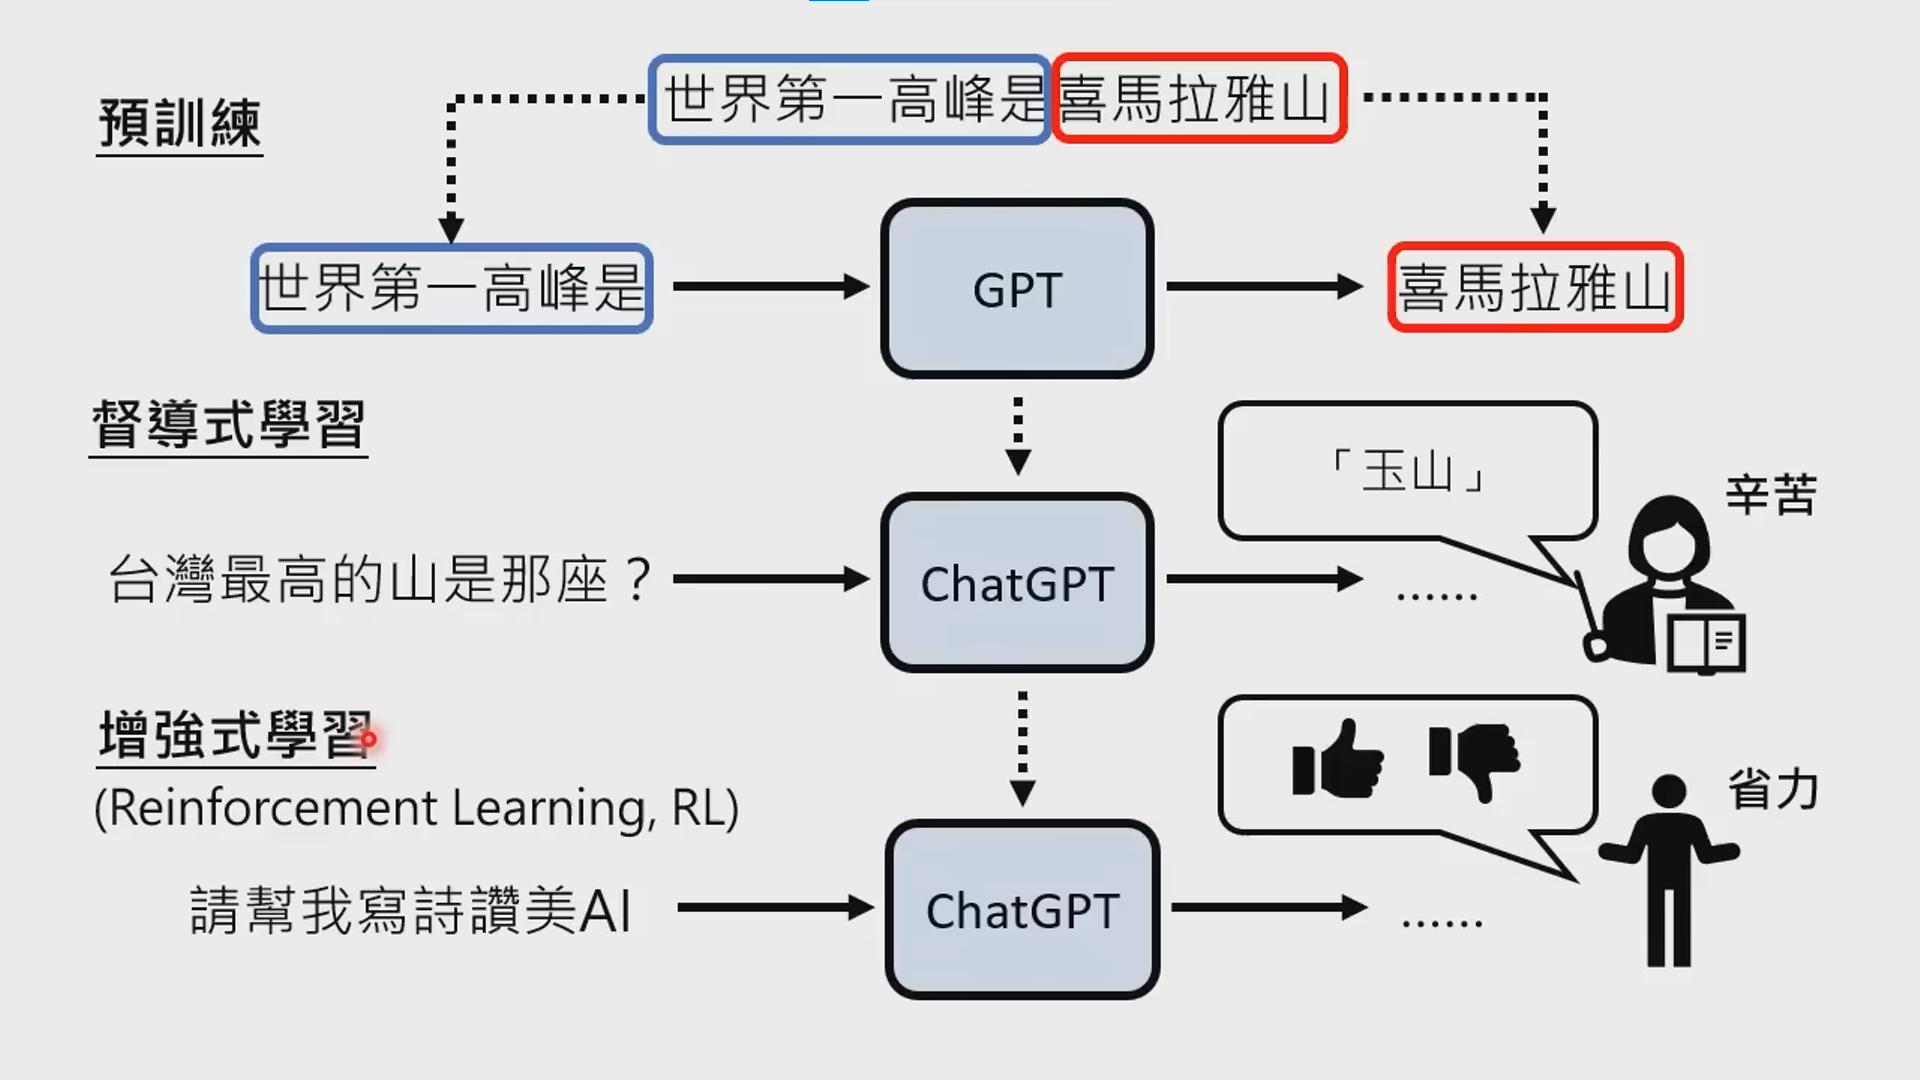 預訓練
世界第一高峰是喜馬拉雅山
世界第一高峰是
GPT
喜馬拉雅山
督導式學習
「玉山」
辛苦
台灣最高的山是那座？
ChatGPT
......
增強式學習
(Reinforcement Learning, RL)
省力
請幫我寫詩讚美AI
ChatGPT
......